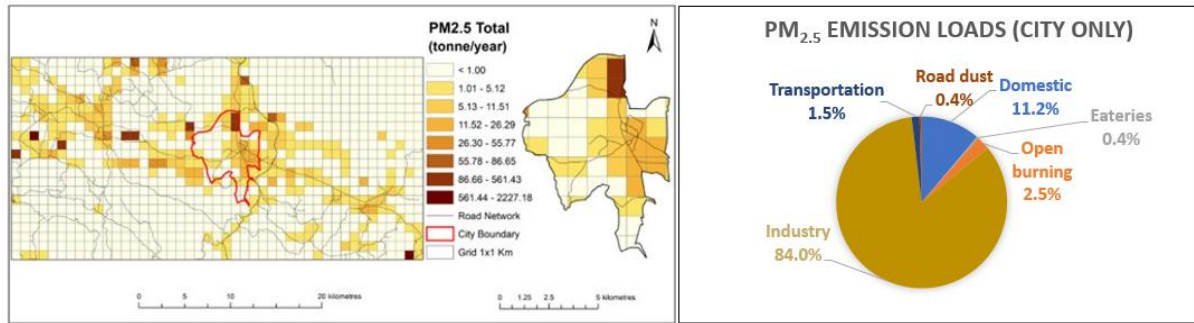 PM2.5 Total
(tonne/year)
< 1.00
1.01 - 5.12
5.13 - 11.51
11.52 - 26.29
26.30 - 55.77
55.78 - 86.65
86.66 - 561.43
561.44 - 2227.18
Road Network
City Boundary
Grid 1x1 Km
0 5 10 20 kilometres
N
0 1.25 2.5 5 kilometres
PM2.5 EMISSION LOADS (CITY ONLY)
Road dust
0.4%
Transportation
1.5%
Domestic
11.2%
Eateries
0.4%
Open
burning
2.5%
Industry
84.0%